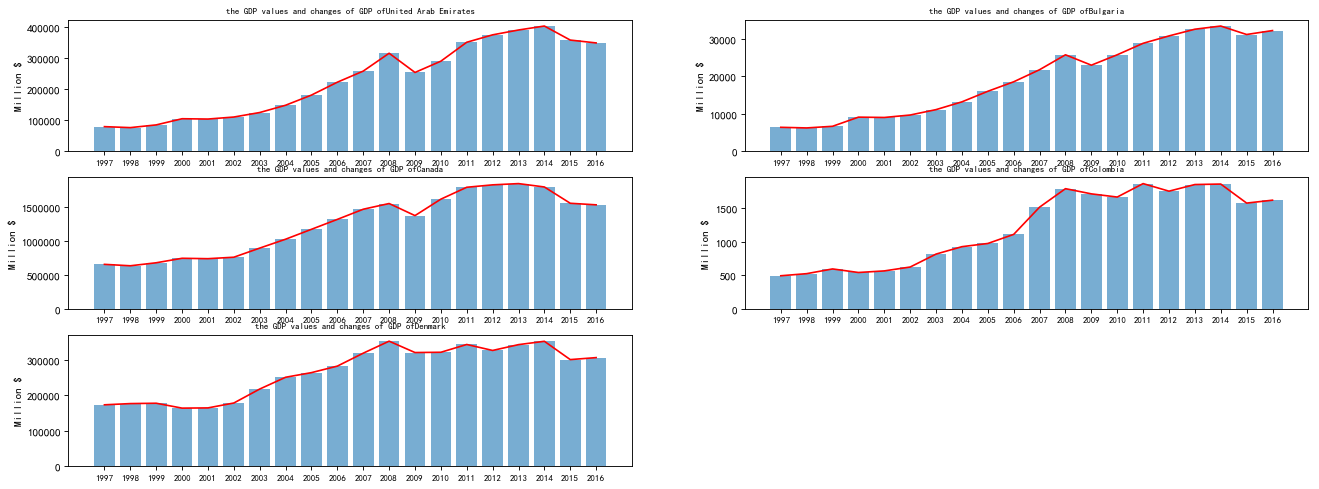 the GDP values and changes of GDP ofUnited Arab Emirates
Million $
400000
300000
200000
100000
0
1997 1998 1999 2000 2001 2002 2003 2004 2005 2006 2007 2008 2009 2010 2011 2012 2013 2014 2015 2016
the GDP values and changes of GDP ofBulgaria
Million $
30000
20000
10000
0
1997 1998 1999 2000 2001 2002 2003 2004 2005 2006 2007 2008 2009 2010 2011 2012 2013 2014 2015 2016
the GDP values and changes of GDP ofCanada
Million $
1500000
1000000
500000
0
1997 1998 1999 2000 2001 2002 2003 2004 2005 2006 2007 2008 2009 2010 2011 2012 2013 2014 2015 2016
the GDP values and changes of GDP ofColombia
Million $
1500
1000
500
0
1997 1998 1999 2000 2001 2002 2003 2004 2005 2006 2007 2008 2009 2010 2011 2012 2013 2014 2015 2016
the GDP values and changes of GDP ofDenmark
Million $
300000
200000
100000
0
1997 1998 1999 2000 2001 2002 2003 2004 2005 2006 2007 2008 2009 2010 2011 2012 2013 2014 2015 2016